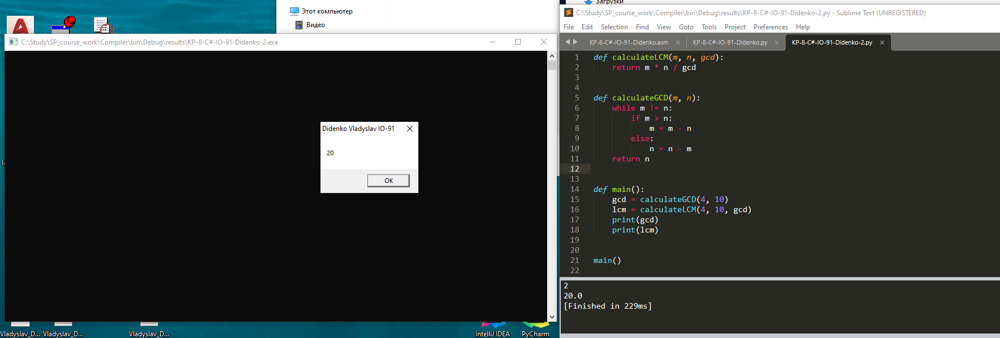 Этот компьютер
Видео
C:\Study\SP_course_work\Compiler\bin\Debug\results\KP-8-C#-IO-91-Didenko-2.exe
Didenko Vladyslav IO-91
20
OK
Vladyslav_D...
Vladyslav_D...
Vladyslav_D...
IntelliJ IDEA
PyCharm
Загрузки
C:\Study\SP_course_work\Compiler\bin\Debug\results\KP-8-C#-IO-91-Didenko-2.py - Sublime Text (UNREGISTERED)
File Edit Selection Find View Goto Tools Project Preferences Help
KP-8-C#-IO-91-Didenko.asm KP-8-C#-IO-91-Didenko.py KP-8-C#-IO-91-Didenko-2.py
1 def calculateLCM(m, n, gcd):
2 return m * n / gcd
3
4
5 def calculateGCD(m, n):
6 while m != n:
7 if m > n:
8 m = m - n
9 else:
10 n = n - m
11 return n
12
13
14 def main():
15 gcd = calculateGCD(4, 10)
16 lcm = calculateLCM(4, 10, gcd)
17 print(gcd)
18 print(lcm)
19
20
21 main()
22
2
20.0
[Finished in 229ms]